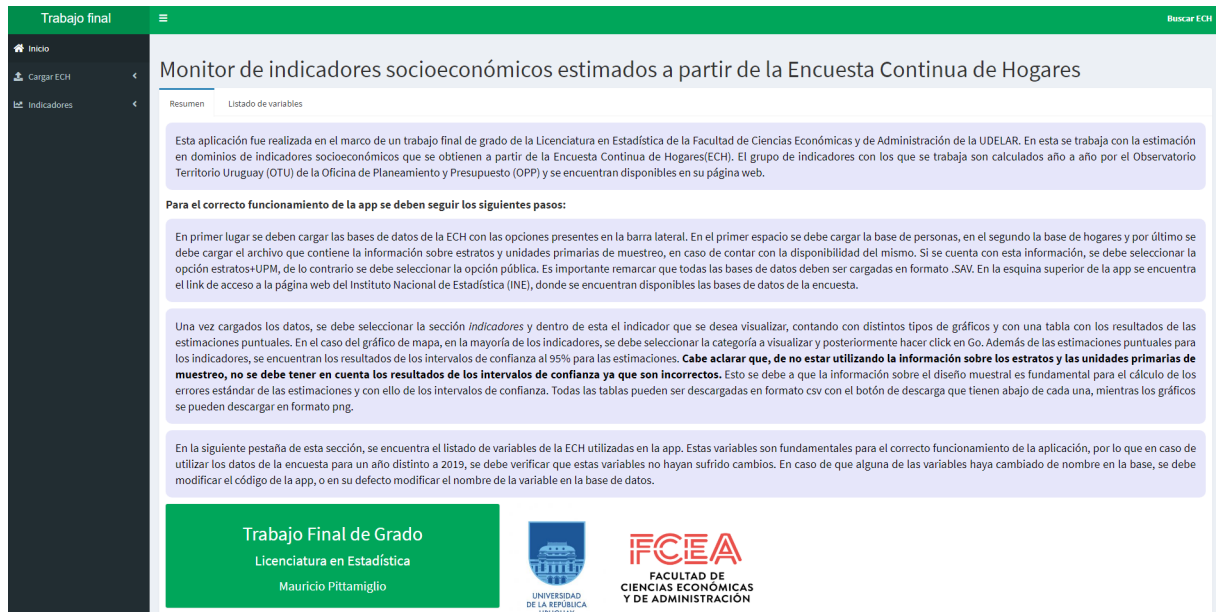 Trabajo final
Buscar ECH
Inicio
Cargar ECH
Indicadores
Monitor de indicadores socioeconómicos estimados a partir de la Encuesta Continua de Hogares
Resumen
Listado de variables
Esta aplicación fue realizada en el marco de un trabajo final de grado de la Licenciatura en Estadística de la Facultad de Ciencias Económicas y de Administración de la UDELAR. En esta se trabaja con la estimación
en dominios de indicadores socioeconómicos que se obtienen a partir de la Encuesta Continua de Hogares(ECH). El grupo de indicadores con los que se trabaja son calculados año a año por el Observatorio
Territorio Uruguay (OTU) de la Oficina de Planeamiento y Presupuesto (OPP) y se encuentran disponibles en su página web.
Para el correcto funcionamiento de la app se deben seguir los siguientes pasos:
En primer lugar se deben cargar las bases de datos de la ECH con las opciones presentes en la barra lateral. En el primer espacio se debe cargar la base de personas, en el segundo la base de hogares y por último se
debe cargar el archivo que contiene la información sobre estratos y unidades primarias de muestreo, en caso de contar con la disponibilidad del mismo. Si se cuenta con esta información, se debe seleccionar la
opción estratos+UPM, de lo contrario se debe seleccionar la opción pública. Es importante remarcar que todas las bases de datos deben ser cargadas en formato .SAV. En la esquina superior de la app se encuentra
el link de acceso a la página web del Instituto Nacional de Estadística (INE), donde se encuentran disponibles las bases de datos de la encuesta.
Una vez cargados los datos, se debe seleccionar la sección indicadores y dentro de esta el indicador que se desea visualizar, contando con distintos tipos de gráficos y con una tabla con los resultados de las
estimaciones puntuales. En el caso del gráfico de mapa, en la mayoría de los indicadores, se debe seleccionar la categoría a visualizar y posteriormente hacer click en Go. Además de las estimaciones puntuales para
los indicadores, se encuentran los resultados de los intervalos de confianza al 95% para las estimaciones. Cabe aclarar que, de no estar utilizando la información sobre los estratos y las unidades primarias de
muestreo, no se debe tener en cuenta los resultados de los intervalos de confianza ya que son incorrectos. Esto se debe a que la información sobre el diseño muestral es fundamental para el cálculo de los
errores estándar de las estimaciones y con ello de los intervalos de confianza. Todas las tablas pueden ser descargadas en formato csv con el botón de descarga que tienen abajo de cada una, mientras los gráficos
se pueden descargar en formato png.
En la siguiente pestaña de esta sección, se encuentra el listado de variables de la ECH utilizadas en la app. Estas variables son fundamentales para el correcto funcionamiento de la aplicación, por lo que en caso de
utilizar los datos de la encuesta para un año distinto a 2019, se debe verificar que estas variables no hayan sufrido cambios. En caso de que alguna de las variables haya cambiado de nombre en la base, se debe
modificar el código de la app, o en su defecto modificar el nombre de la variable en la base de datos.
Trabajo Final de Grado
Licenciatura en Estadística
Mauricio Pittamiglio
UNIVERSIDAD
DE LA REPÚBLICA
URUGUAY
FCEA
FACULTAD DE
CIENCIAS ECONÓMICAS
Y DE ADMINISTRACIÓN